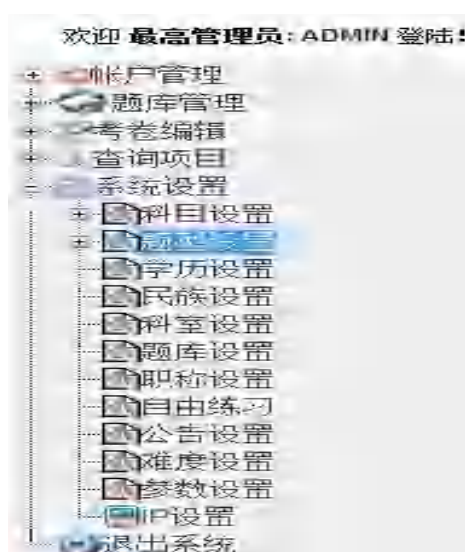 欢迎 最高管理员: ADMIN 登陆
帐户管理
题库管理
考卷编辑
查询项目
系统设置
科目设置
题型设置
学历设置
民族设置
科室设置
题库设置
职称设置
自由练习
公告设置
难度设置
参数设置
IP设置
退出系统